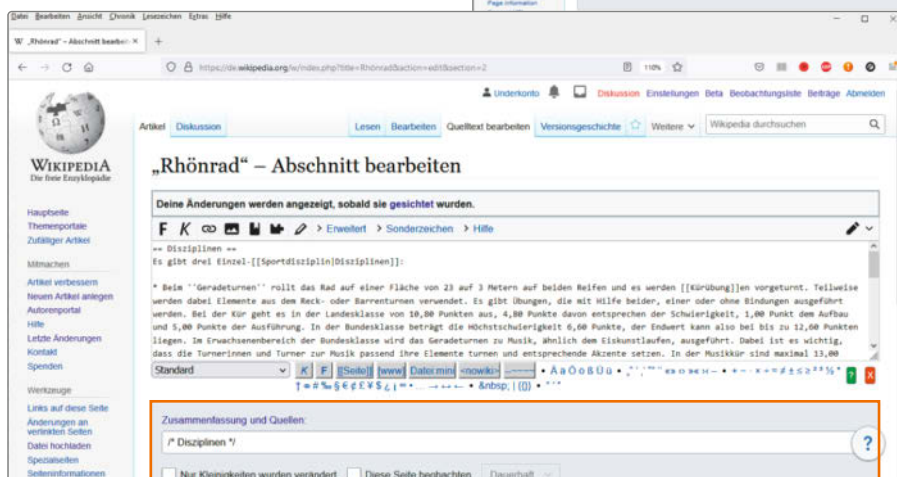 Page information
Datei Bearbeiten Ansicht Chronik Lesezeichen Extras Hilfe
W „Rhönrad“ – Abschnitt bearbeiten ×
https://de.wikipedia.org/w/index.php?title=Rhönrad&action=edit&section=2
110%
Underkonto Diskussion Einstellungen Beta Beobachtungsliste Beiträge Abmelden
Artikel Diskussion Lesen Bearbeiten Quelltext bearbeiten Versionsgeschichte Weitere Wikipedia durchsuchen
WIKIPEDIA
Die freie Enzyklopädie
„Rhönrad“ – Abschnitt bearbeiten
Deine Änderungen werden angezeigt, sobald sie gesichtet wurden.
F K > Erweitert > Sonderzeichen > Hilfe
== Disziplinen ==
Es gibt drei Einzel-[[Sportdisziplin|Disziplinen]]:
* Beim ''Geradeturnen'' rollt das Rad auf einer Fläche von 23 auf 3 Metern auf beiden Reifen und es werden [[Kürübung]]en vorgeturnt. Teilweise
werden dabei Elemente aus dem Reck- oder Barrenturnen verwendet. Es gibt Übungen, die mit Hilfe beider, einer oder ohne Bindungen ausgeführt
werden. Bei der Kür geht es in der Landesklasse von 10,80 Punkten aus, 4,80 Punkte davon entsprechen der Schwierigkeit, 1,00 Punkt dem Aufbau
und 5,00 Punkte der Ausführung. In der Bundesklasse beträgt die Höchstschwierigkeit 6,60 Punkte, der Endwert kann also bei bis zu 12,60 Punkten
liegen. Im Erwachsenenbereich der Bundesklasse wird das Geradeturnen zu Musik, ähnlich dem Eiskunstlaufen, ausgeführt. Dabei ist es wichtig,
dass die Turnerinnen und Turner zur Musik passend ihre Elemente turnen und entsprechende Akzente setzen. In der Musikkür sind maximal 13,00
Standard K F [[Seite]] [www] Datei:mini <nowiki> --~~~~ • Ä ä Ö ö ß Ü ü
&nbsp; | {{}}
Zusammenfassung und Quellen:
/* Disziplinen */
?
Nur Kleinigkeiten wurden verändert Diese Seite beobachten Dauerhaft
Hauptseite
Themenportale
Zufälliger Artikel
Mitmachen
Artikel verbessern
Neuen Artikel anlegen
Autorenportal
Hilfe
Letzte Änderungen
Kontakt
Spenden
Werkzeuge
Links auf diese Seite
Änderungen an
verlinkten Seiten
Datei hochladen
Spezialseiten
Seiteninformationen